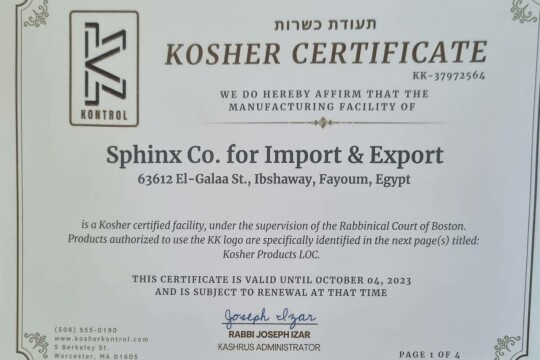 תעודת כשרות
KOSHER CERTIFICATE
KK-37972564
KONTROL
WE DO HEREBY AFFIRM THAT THE
MANUFACTURING FACILITY OF
Sphinx Co. for Import & Export
63612 El-Galaa St., Ibshaway, Fayoum, Egypt
is a Kosher certified facility, under the supervision of the Rabbinical Court of Boston.
Products authorized to use the KK logo are specifically identified in the next page(s) titled:
Kosher Products LOC.
THIS CERTIFICATE IS VALID UNTIL OCTOBER 04, 2023
AND IS SUBJECT TO RENEWAL AT THAT TIME
Joseph Izar
RABBI JOSEPH IZAR
KASHRUS ADMINISTRATOR
(508) 555-0190
www.kosherkontrol.com
5 Berkeley St.
Worcester, MA 01605
PAGE 1 OF 4